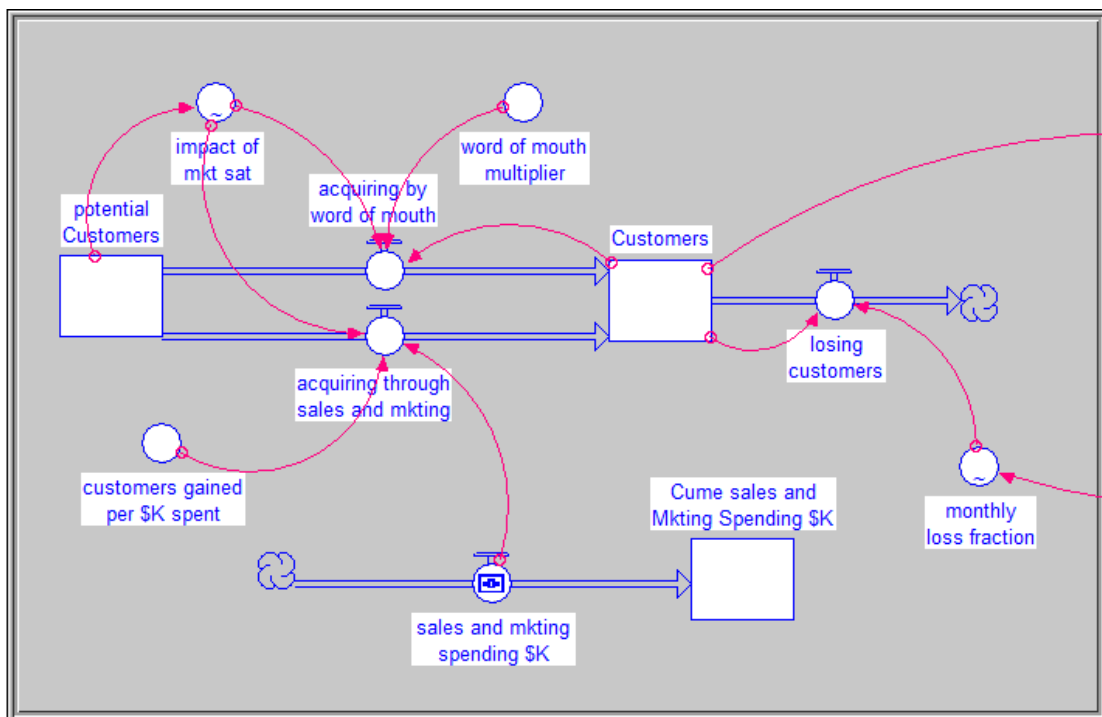 impact of
mkt sat
word of mouth
multiplier
acquiring by
word of mouth
potential
Customers
Customers
losing
customers
acquiring through
sales and mkting
customers gained
per $K spent
Cume sales and
Mkting Spending $K
monthly
loss fraction
sales and mkting
spending $K
~
~